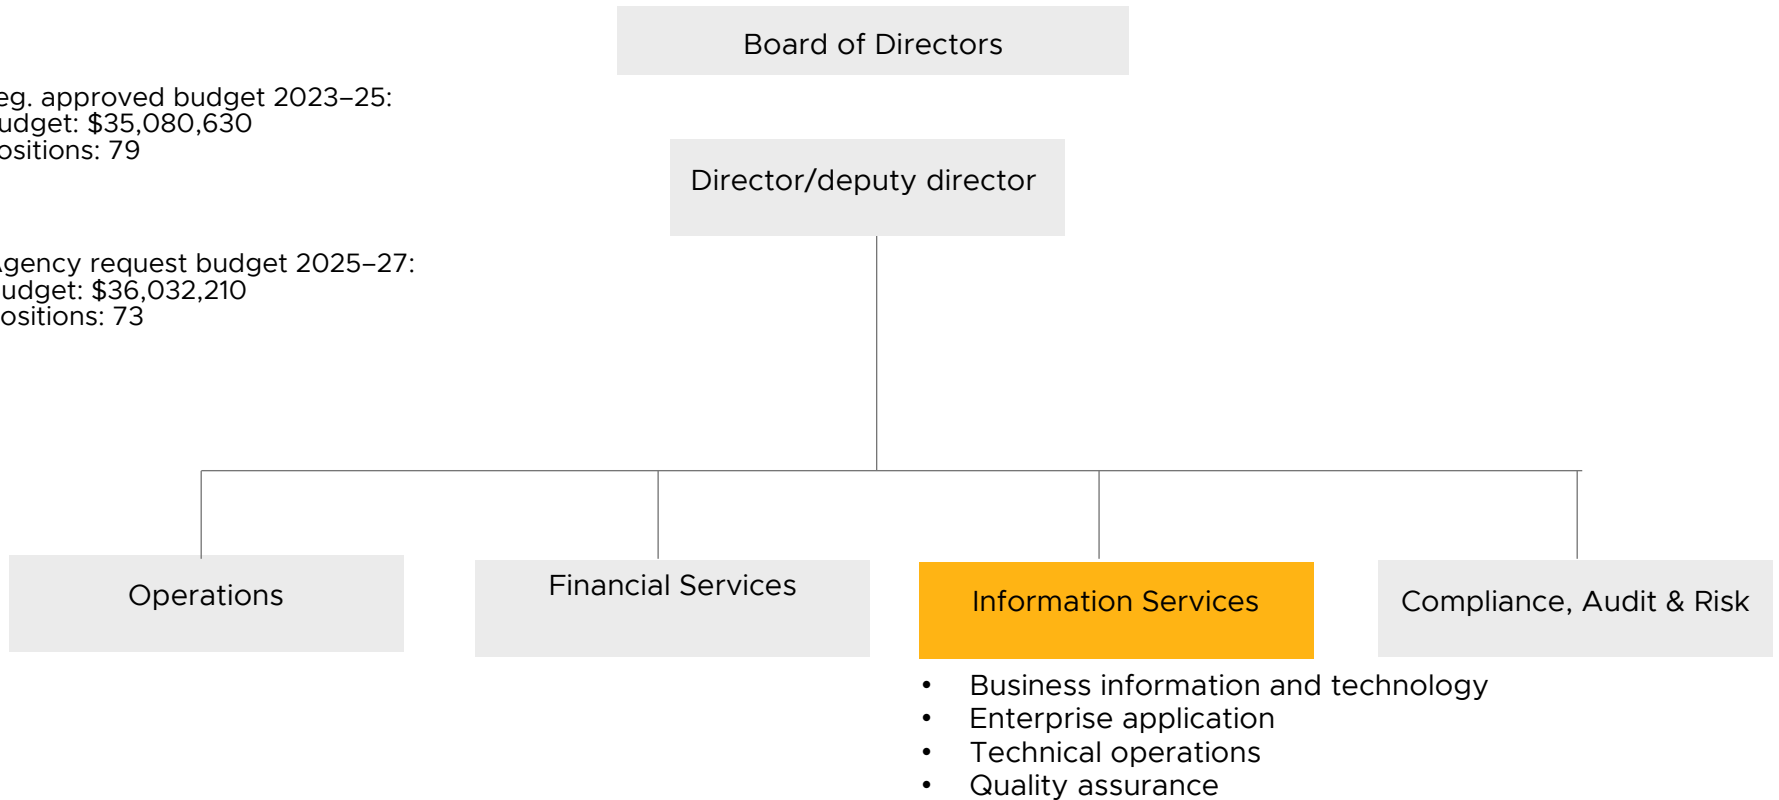 Board of Directors
eg. approved budget 2023–25:
udget: $35,080,630
ositions: 79
Director/deputy director
gency request budget 2025–27:
udget: $36,032,210
ositions: 73
Operations
Financial Services
Information Services
Compliance, Audit & Risk
• Business information and technology
• Enterprise application
• Technical operations
• Quality assurance